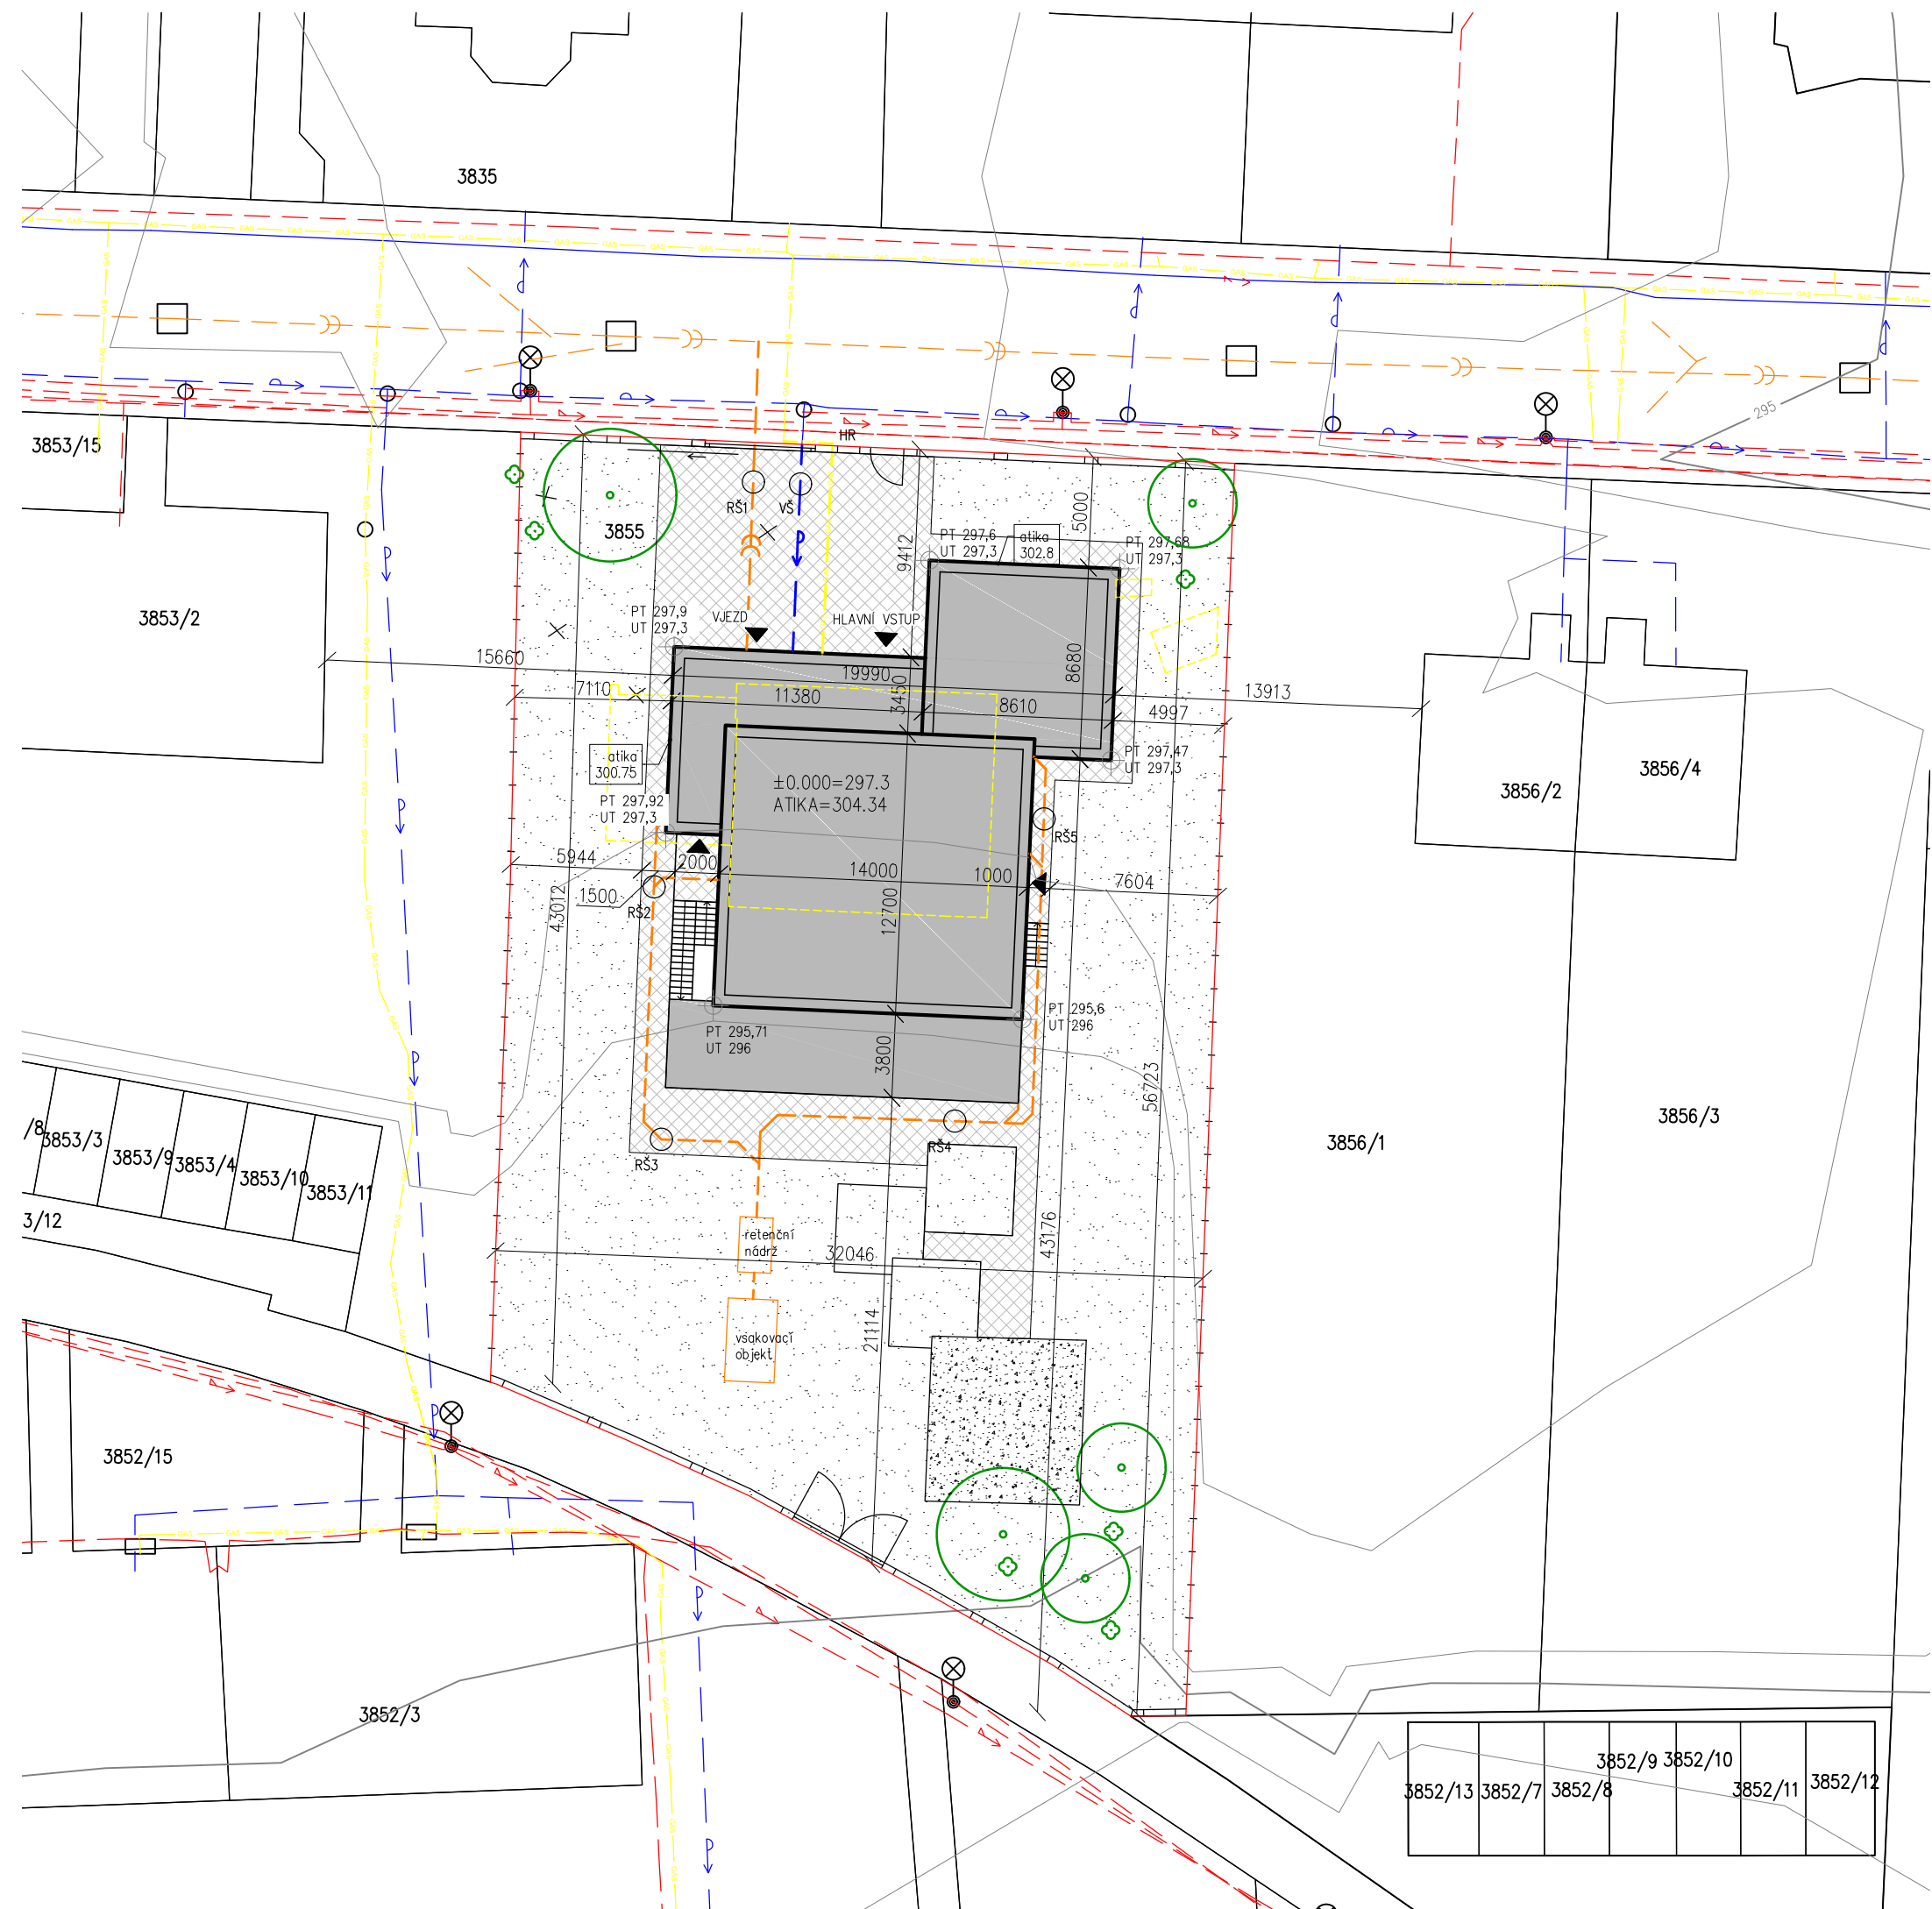 3835
295
3853/15
HR
RŠ1
VŠ
3855
5000
9412
PT 297,6
UT 297,3
atika
302.8
PT 297,68
UT 297,3
3853/2
PT 297,9
UT 297,3
VJEZD
HLAVNÍ VSTUP
15660
19990
8680
13913
7110
11380
3450
8610
4997
atika
300.75
PT 297,47
UT 297,3
±0.000=297.3
ATIKA=304.34
3856/2
3856/4
PT 297,92
UT 297,3
RŠ5
5944
2000
14000
1000
7604
1500
RŠ2
43012
12700
PT 295,71
UT 296
PT 295,6
UT 296
3800
56723
/8
3853/3
3853/9
3853/4
3853/10
3853/11
3/12
RŠ3
RŠ4
3856/1
3856/3
retenční
nádrž
32046
43176
21114
vsakovací
objekt
3852/15
3852/3
3852/13
3852/7
3852/8
3852/9
3852/10
3852/11
3852/12
GAS